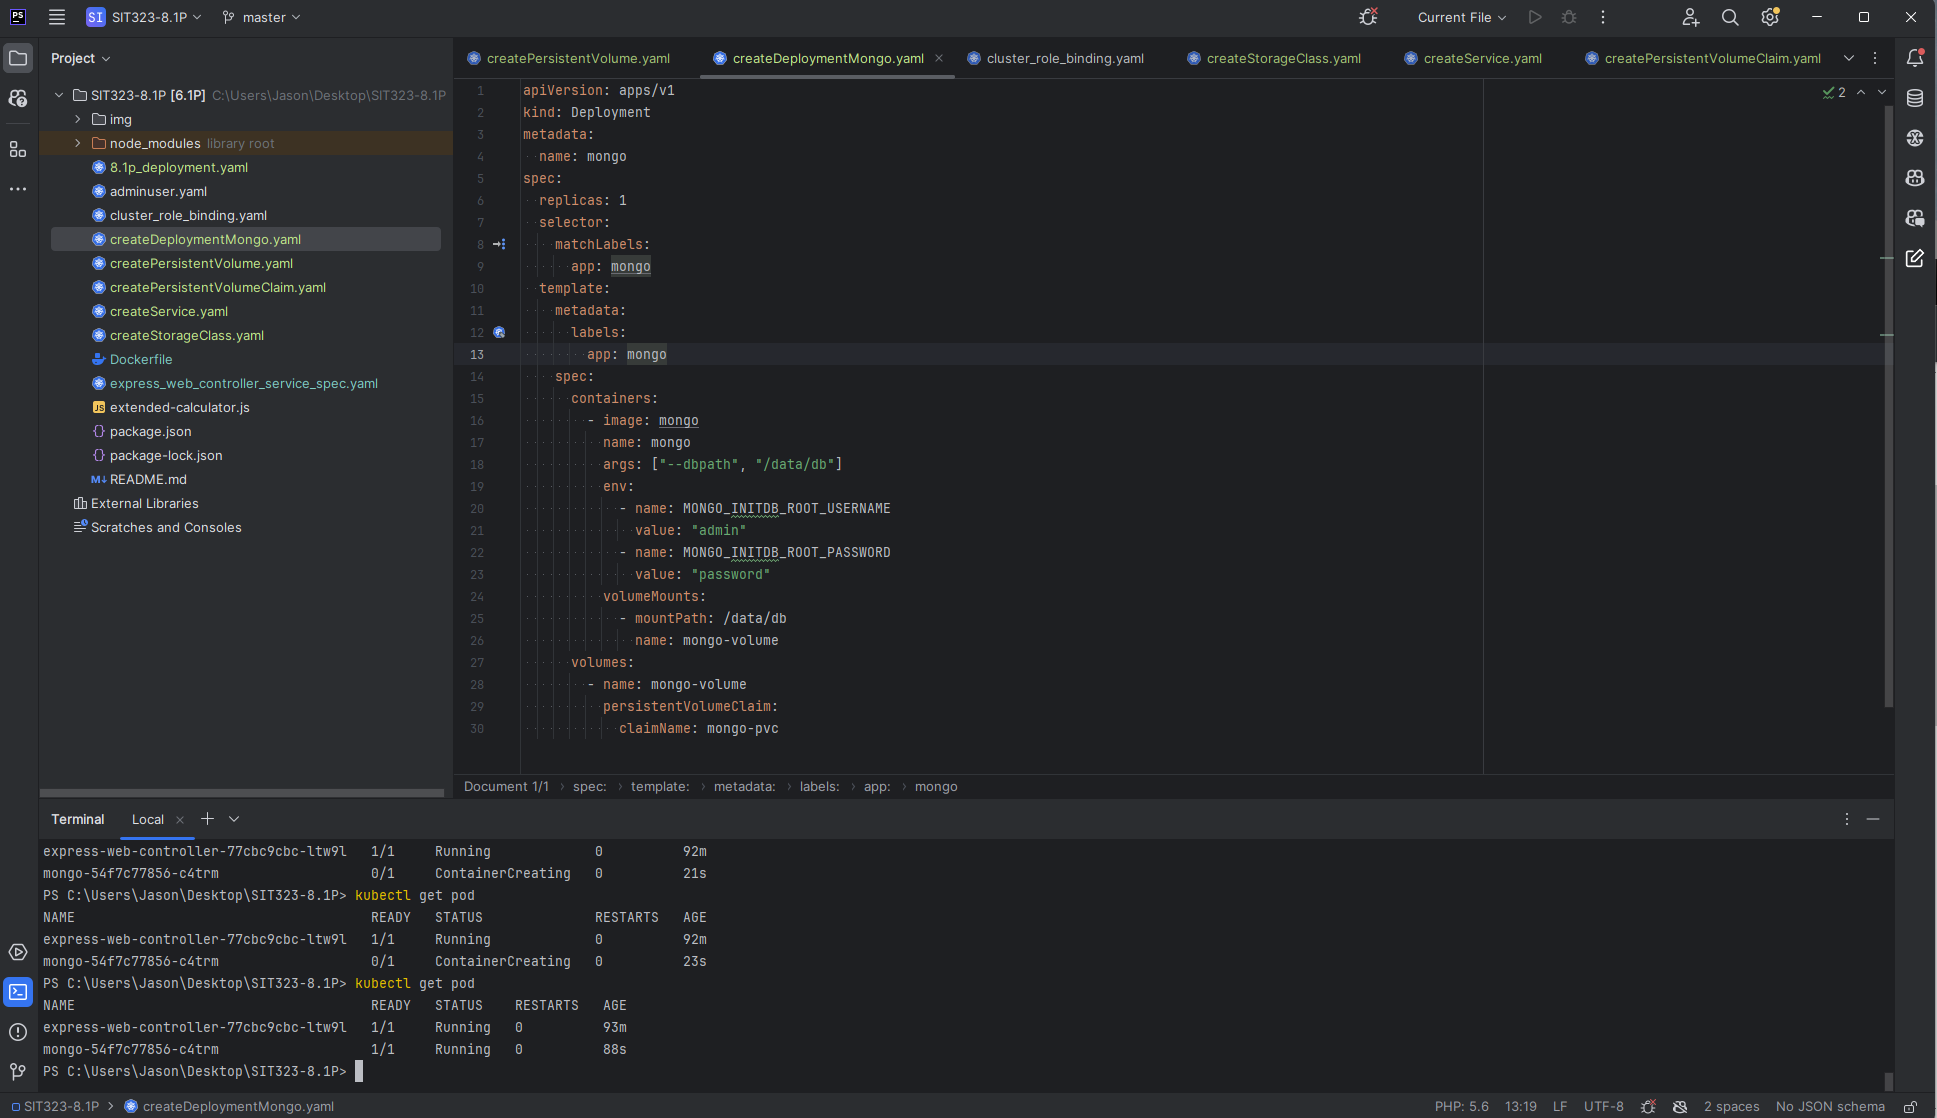 PS
SI SIT323-8.1P
master
Current File
Project
SIT323-8.1P [6.1P] C:\Users\Jason\Desktop\SIT323-8.1P
img
node_modules library root
8.1p_deployment.yaml
adminuser.yaml
cluster_role_binding.yaml
createDeploymentMongo.yaml
createPersistentVolume.yaml
createPersistentVolumeClaim.yaml
createService.yaml
createStorageClass.yaml
Dockerfile
express_web_controller_service_spec.yaml
JS extended-calculator.js
package.json
package-lock.json
M↓ README.md
External Libraries
Scratches and Consoles
createPersistentVolume.yaml
createDeploymentMongo.yaml
cluster_role_binding.yaml
createStorageClass.yaml
createService.yaml
createPersistentVolumeClaim.yaml
2
1 apiVersion: apps/v1
2 kind: Deployment
3 metadata:
4 name: mongo
5 spec:
6 replicas: 1
7 selector:
8 matchLabels:
9 app: mongo
10 template:
11 metadata:
12 labels:
13 app: mongo
14 spec:
15 containers:
16 - image: mongo
17 name: mongo
18 args: ["--dbpath", "/data/db"]
19 env:
20 - name: MONGO_INITDB_ROOT_USERNAME
21 value: "admin"
22 - name: MONGO_INITDB_ROOT_PASSWORD
23 value: "password"
24 volumeMounts:
25 - mountPath: /data/db
26 name: mongo-volume
27 volumes:
28 - name: mongo-volume
29 persistentVolumeClaim:
30 claimName: mongo-pvc
Document 1/1 › spec: › template: › metadata: › labels: › app: › mongo
Terminal Local
express-web-controller-77cbc9cbc-ltw9l 1/1 Running 0 92m
mongo-54f7c77856-c4trm 0/1 ContainerCreating 0 21s
PS C:\Users\Jason\Desktop\SIT323-8.1P> kubectl get pod
NAME READY STATUS RESTARTS AGE
express-web-controller-77cbc9cbc-ltw9l 1/1 Running 0 92m
mongo-54f7c77856-c4trm 0/1 ContainerCreating 0 23s
PS C:\Users\Jason\Desktop\SIT323-8.1P> kubectl get pod
NAME READY STATUS RESTARTS AGE
express-web-controller-77cbc9cbc-ltw9l 1/1 Running 0 93m
mongo-54f7c77856-c4trm 1/1 Running 0 88s
PS C:\Users\Jason\Desktop\SIT323-8.1P>
SIT323-8.1P › createDeploymentMongo.yaml
PHP: 5.6 13:19 LF UTF-8 2 spaces No JSON schema